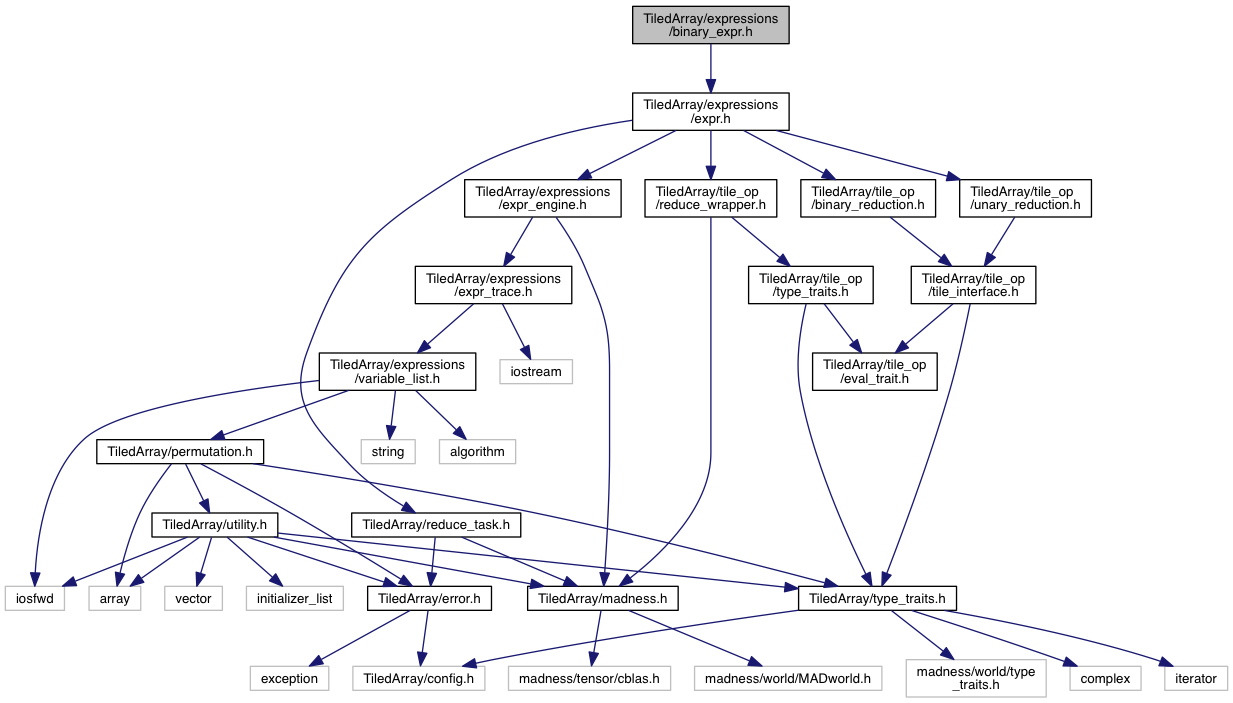 TiledArray/expressions
/binary_expr.h
TiledArray/expressions
/expr.h
TiledArray/expressions
/expr_engine.h
TiledArray/tile_op
/reduce_wrapper.h
TiledArray/tile_op
/binary_reduction.h
TiledArray/tile_op
/unary_reduction.h
TiledArray/expressions
/expr_trace.h
TiledArray/tile_op
/type_traits.h
TiledArray/tile_op
/tile_interface.h
TiledArray/expressions
/variable_list.h
iostream
TiledArray/tile_op
/eval_trait.h
TiledArray/permutation.h
string
algorithm
TiledArray/utility.h
TiledArray/reduce_task.h
iosfwd
array
vector
initializer_list
TiledArray/error.h
TiledArray/madness.h
TiledArray/type_traits.h
exception
TiledArray/config.h
madness/tensor/cblas.h
madness/world/MADworld.h
madness/world/type
_traits.h
complex
iterator